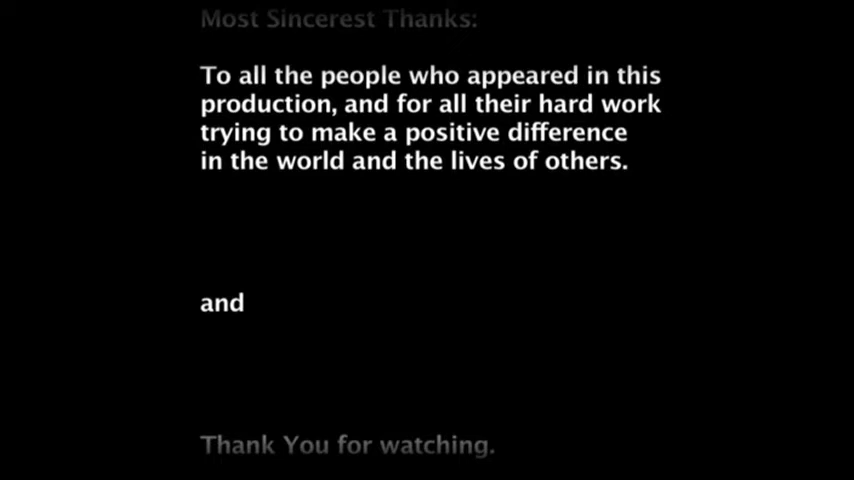 Most Sincerest Thanks:
To all the people who appeared in this
production, and for all their hard work
trying to make a positive difference
in the world and the lives of others.
and
Thank You for watching.